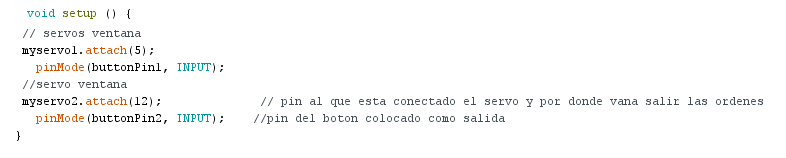 void setup () {
// servos ventana
myservo1.attach(5);
pinMode(buttonPin1, INPUT);
//servo ventana
myservo2.attach(12); // pin al que esta conectado el servo y por donde vana salir las ordenes
pinMode(buttonPin2, INPUT); //pin del boton colocado como salida
}